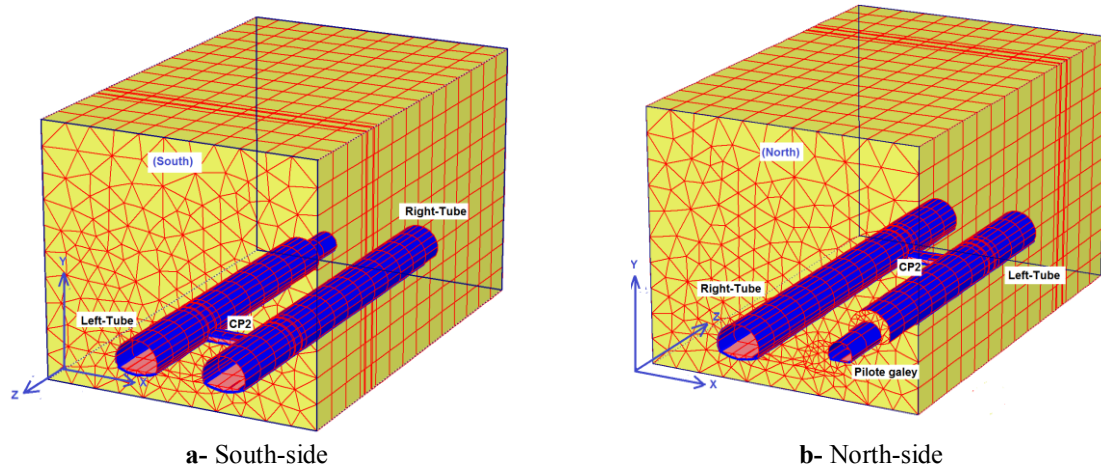 (South)
Right-Tube
Y
Left-Tube
CP2
X
Z
a- South-side
(North)
Y
CP2
Right-Tube
Left-Tube
Z
Pilote galey
X
b- North-side